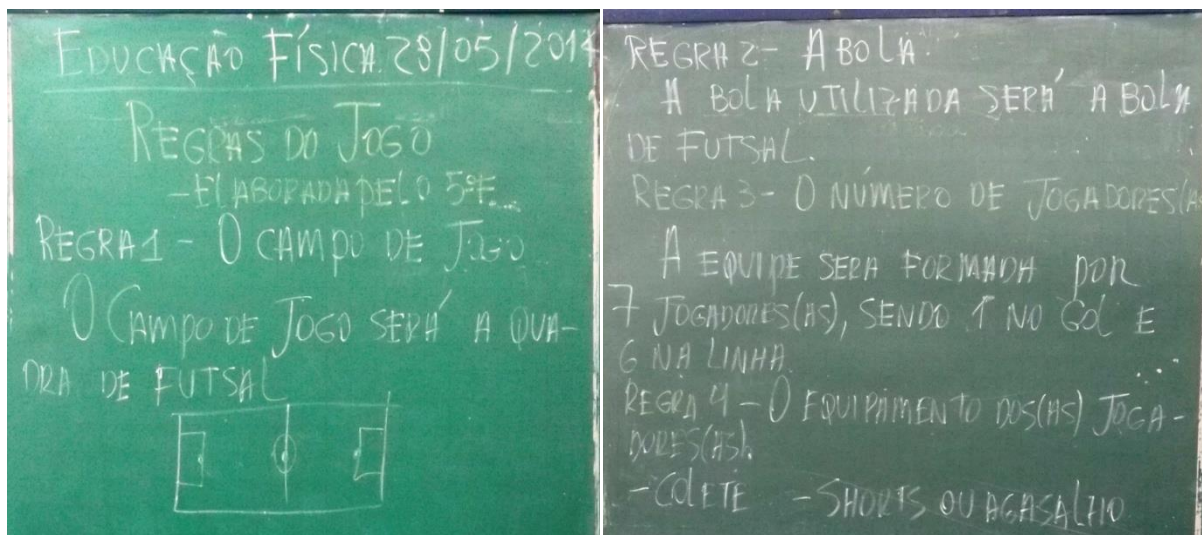 EDUCAÇÃO FÍSICA 28/05/2014
REGRAS DO JOGO
-ELABORADA PELO 5ºF...
REGRA 1 - O CAMPO DE JOGO
O CAMPO DE JOGO SERÁ A QUA-
DRA DE FUTSAL
REGRA 2- A BOLA.
A BOLA UTILIZADA SERÁ A BOLA
DE FUTSAL.
REGRA 3- O NÚMERO DE JOGADORES(A
A EQUIPE SERA FORMADA POR
7 JOGADORES(AS), SENDO 1 NO GOL E
6 NA LINHA.
REGRA 4 - O EQUIPAMENTO DOS(AS) JOGA-
DORES(AS).
-COLETE - SHORTS OU AGASALHO